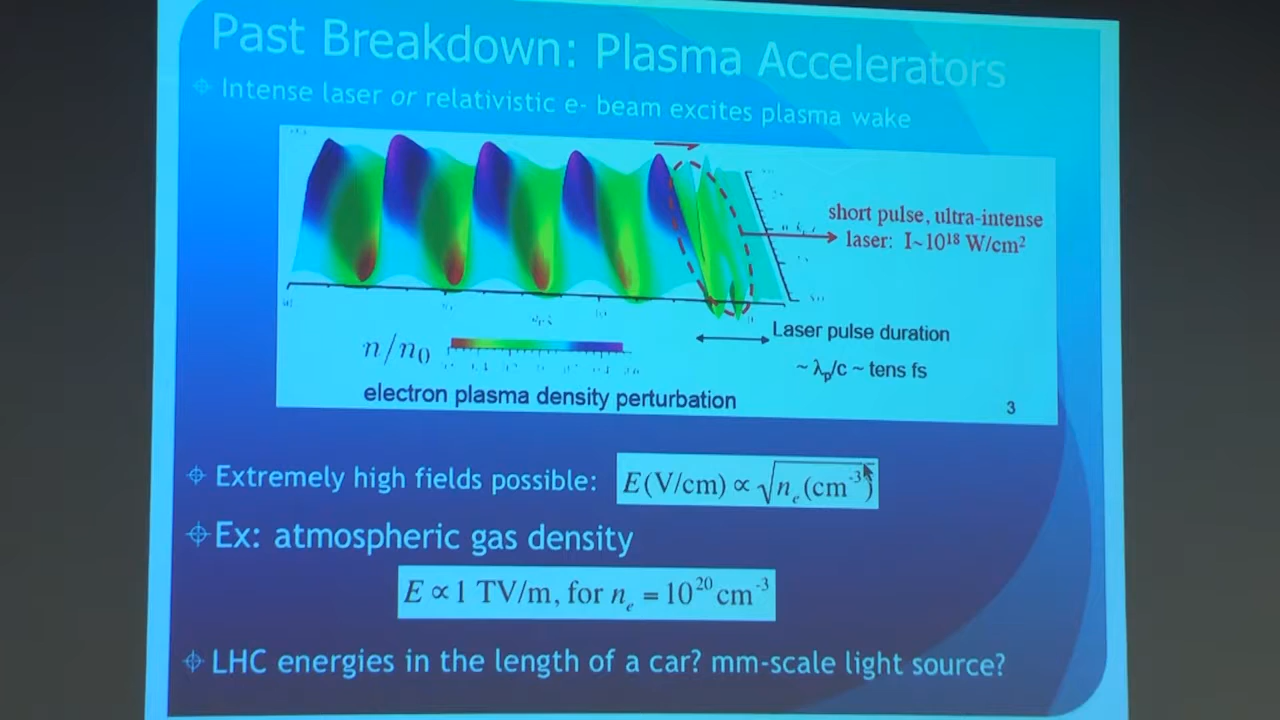 Past Breakdown: Plasma Accelerators
Intense laser or relativistic e- beam excites plasma wake
short pulse, ultra-intense
laser: I~10¹⁸ W/cm²
Laser pulse duration
~ λp/c ~ tens fs
n/n₀
electron plasma density perturbation
3
Extremely high fields possible: E(V/cm) ∝ √nₑ(cm⁻³)
Ex: atmospheric gas density
E ∝ 1 TV/m, for nₑ = 10²⁰ cm⁻³
LHC energies in the length of a car? mm-scale light source?